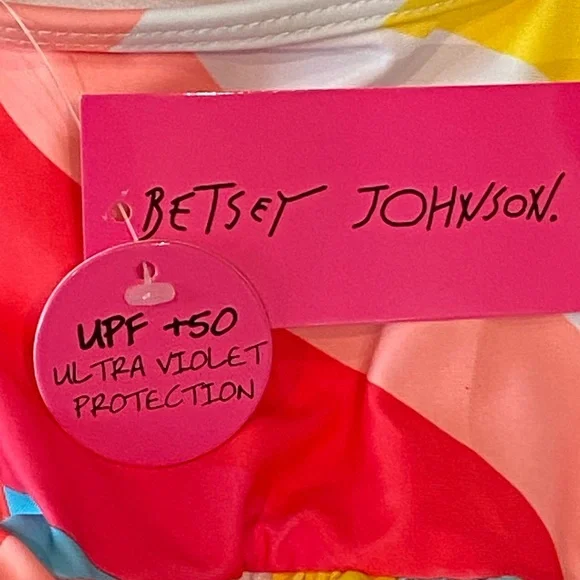 BETSEY JOHNSON.
UPF +50
ULTRA VIOLET
PROTECTION